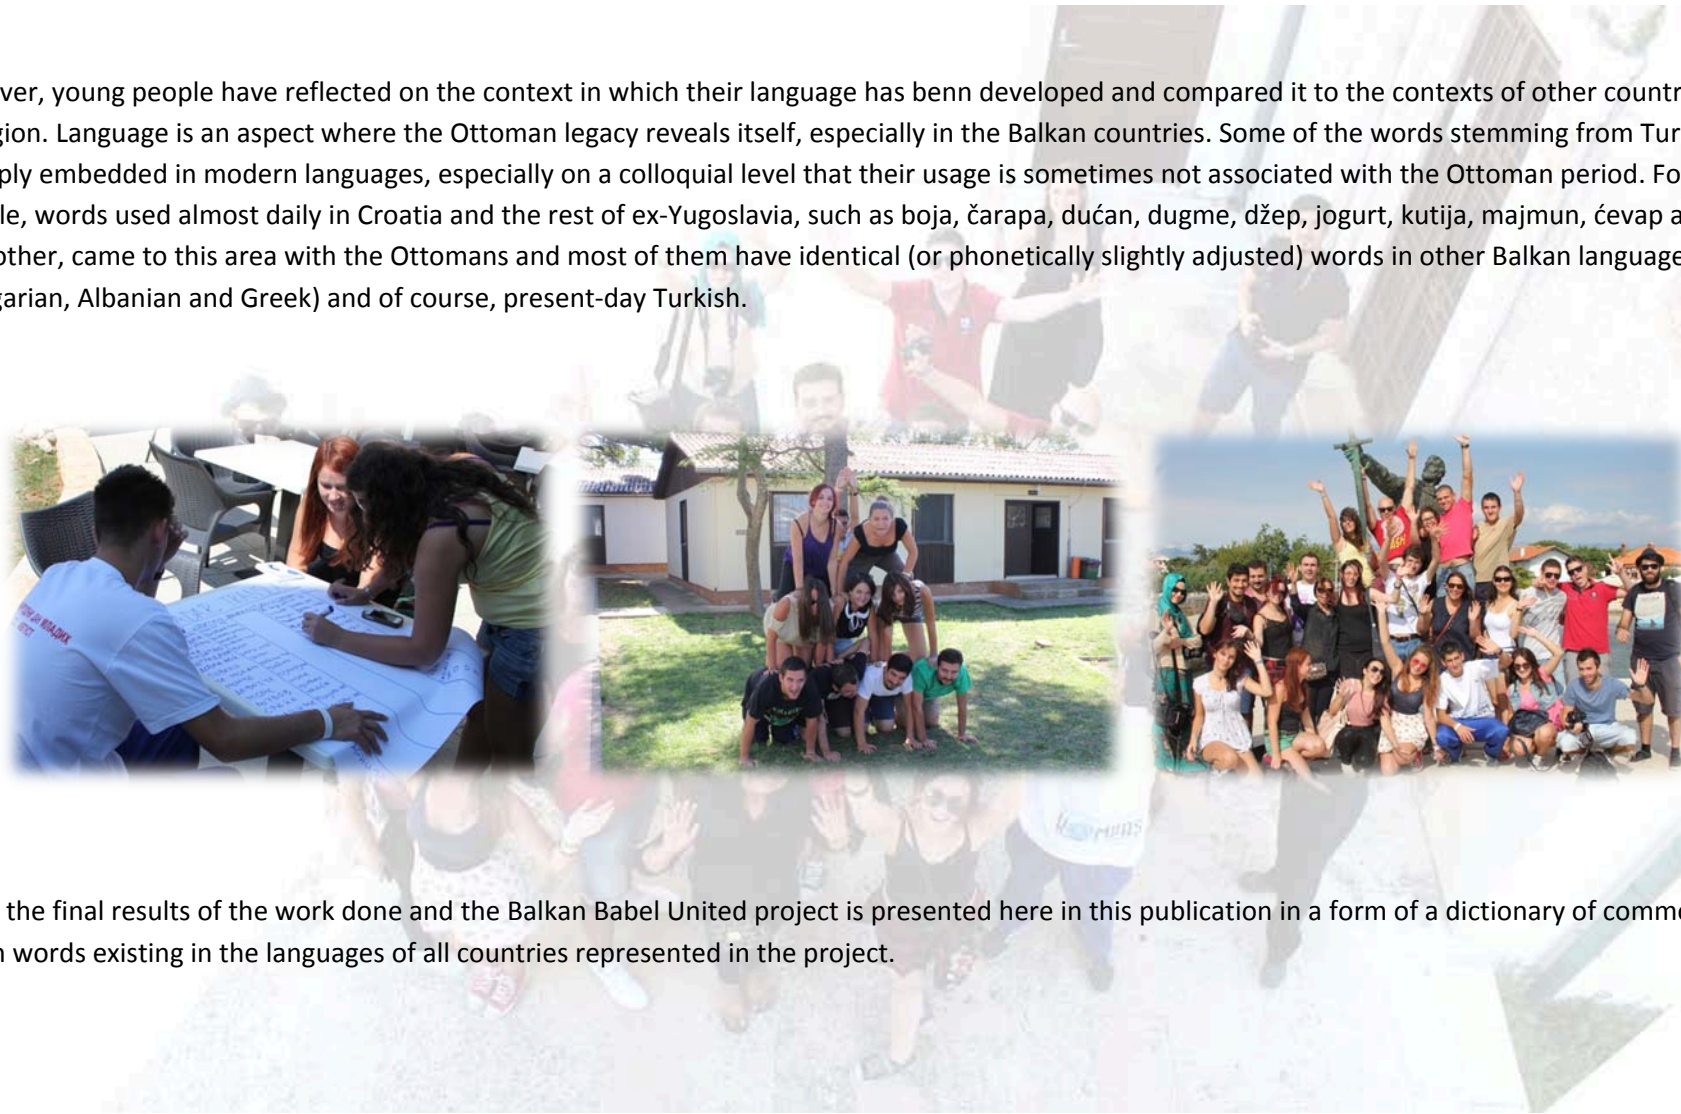 ver, young people have reflected on the context in which their language has benn developed and compared it to the contexts of other countr
gion. Language is an aspect where the Ottoman legacy reveals itself, especially in the Balkan countries. Some of the words stemming from Tur
ply embedded in modern languages, especially on a colloquial level that their usage is sometimes not associated with the Ottoman period. Fo
le, words used almost daily in Croatia and the rest of ex-Yugoslavia, such as boja, čarapa, dućan, dugme, džep, jogurt, kutija, majmun, ćevap a
other, came to this area with the Ottomans and most of them have identical (or phonetically slightly adjusted) words in other Balkan language
garian, Albanian and Greek) and of course, present-day Turkish.
the final results of the work done and the Balkan Babel United project is presented here in this publication in a form of a dictionary of comm
n words existing in the languages of all countries represented in the project.